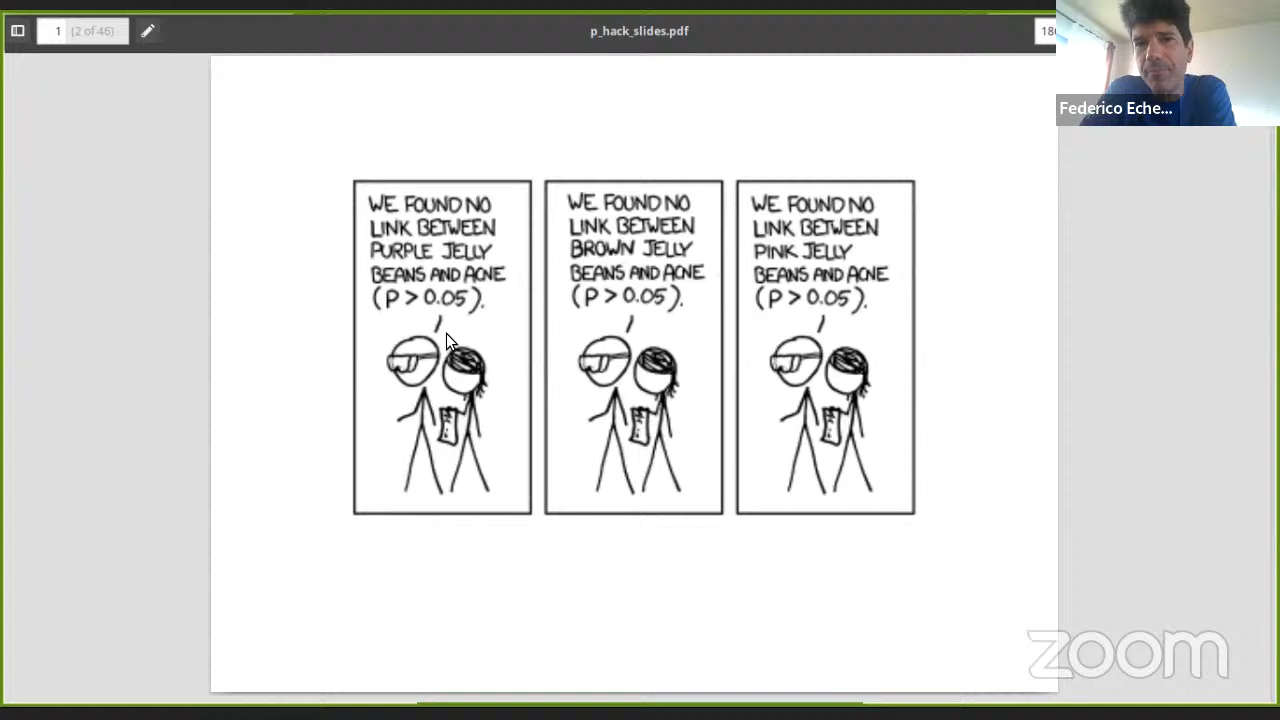 1 (2 of 46)
p_hack_slides.pdf
Federico Eche...
WE FOUND NO
LINK BETWEEN
PURPLE JELLY
BEANS AND ACNE
(P > 0.05).
WE FOUND NO
LINK BETWEEN
BROWN JELLY
BEANS AND ACNE
(P > 0.05).
WE FOUND NO
LINK BETWEEN
PINK JELLY
BEANS AND ACNE
(P > 0.05).
zoom